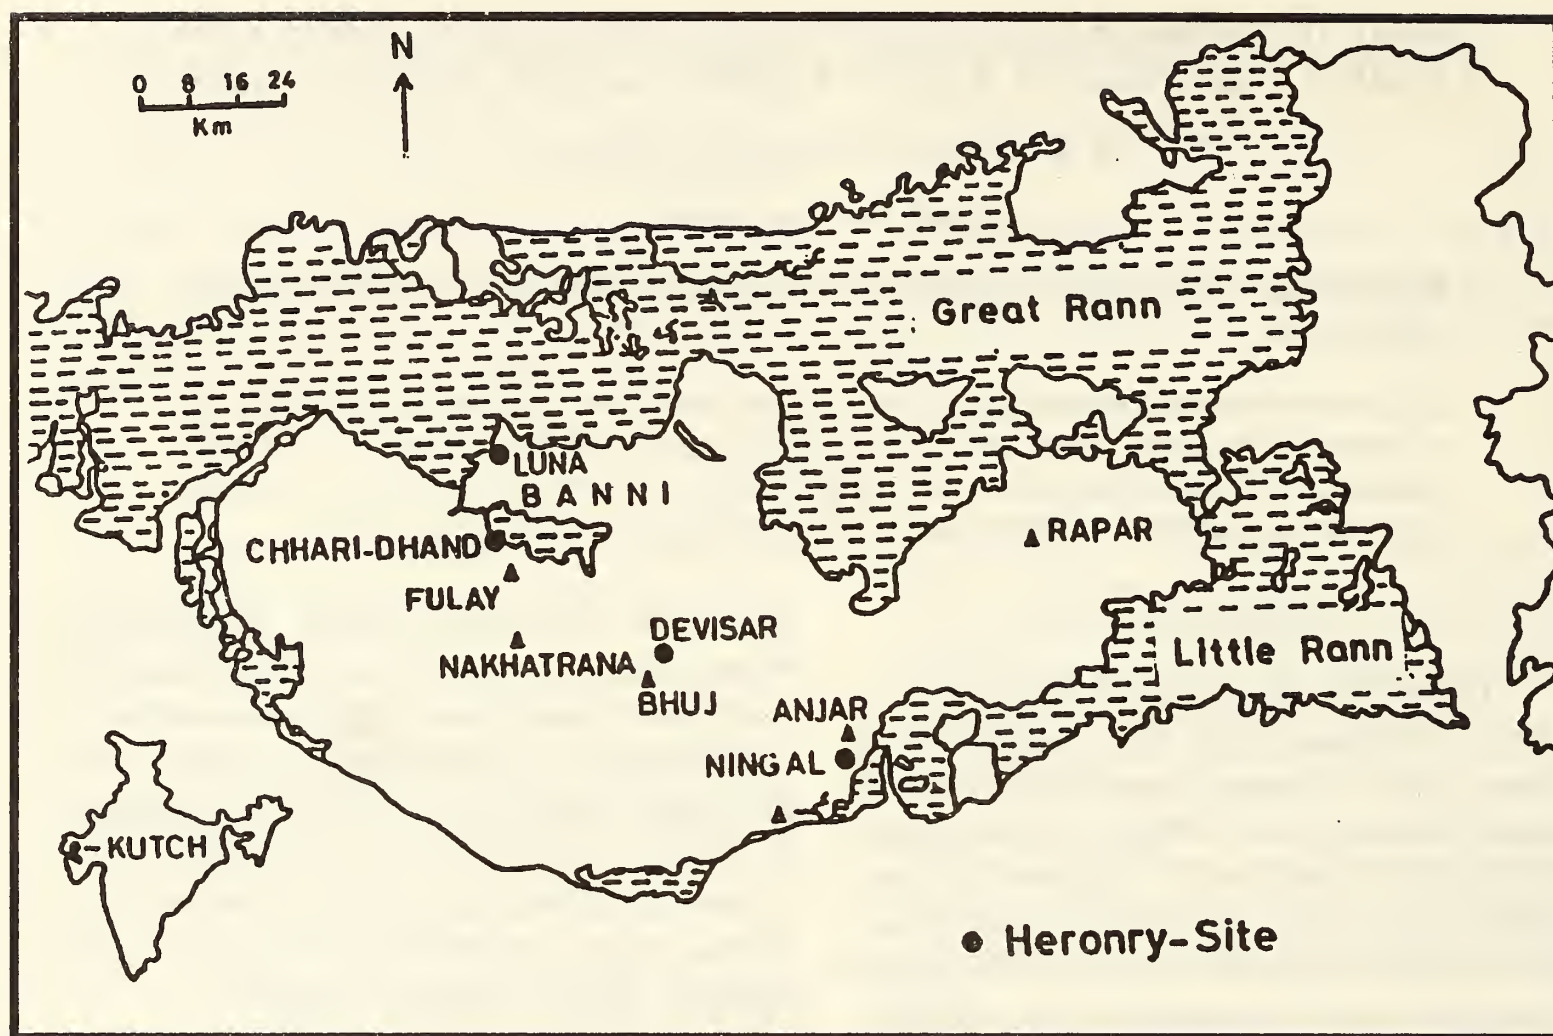 N
0 8 16 24
Km
Great Rann
LUNA
BANNI
CHHARI-DHAND
RAPAR
FULAY
DEVISAR
NAKHATRANA
Little Rann
BHUJ
ANJAR
NINGAL
KUTCH
Heronry-Site